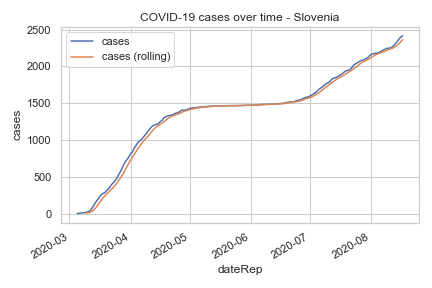 COVID-19 cases over time - Slovenia
cases
cases (rolling)
2500
2000
1500
1000
500
0
cases
2020-03
2020-04
2020-05
2020-06
2020-07
2020-08
dateRep